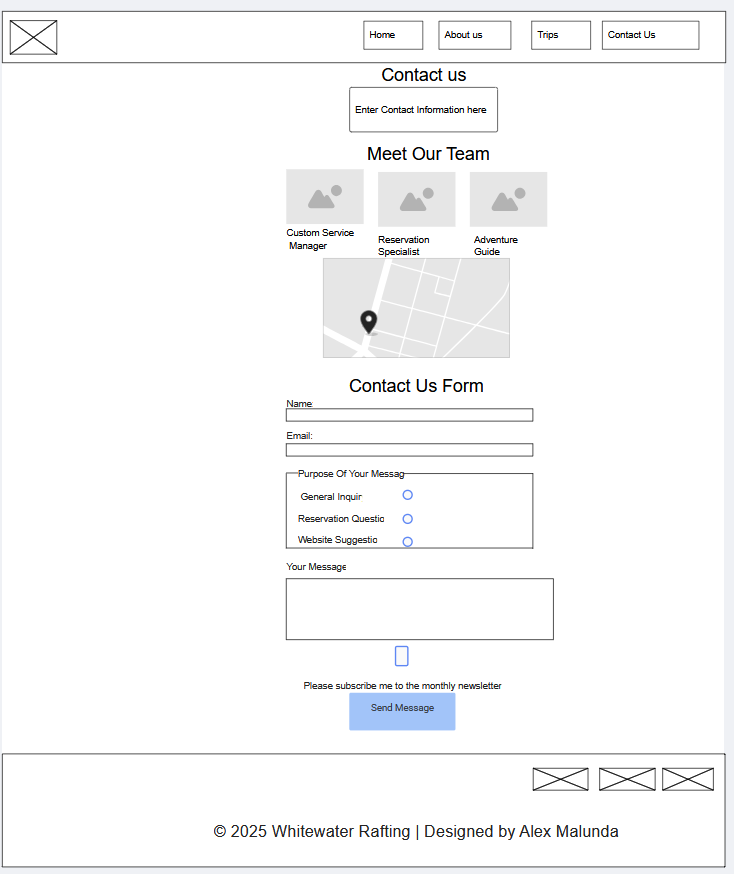 Home
About us
Trips
Contact Us
Contact us
Enter Contact Information here
Meet Our Team
Custom Service
Manager
Reservation
Specialist
Adventure
Guide
Contact Us Form
Name:
Email:
Purpose Of Your Messag
General Inquir
Reservation Questic
Website Suggestic
Your Message
Please subscribe me to the monthly newsletter
Send Message
© 2025 Whitewater Rafting | Designed by Alex Malunda